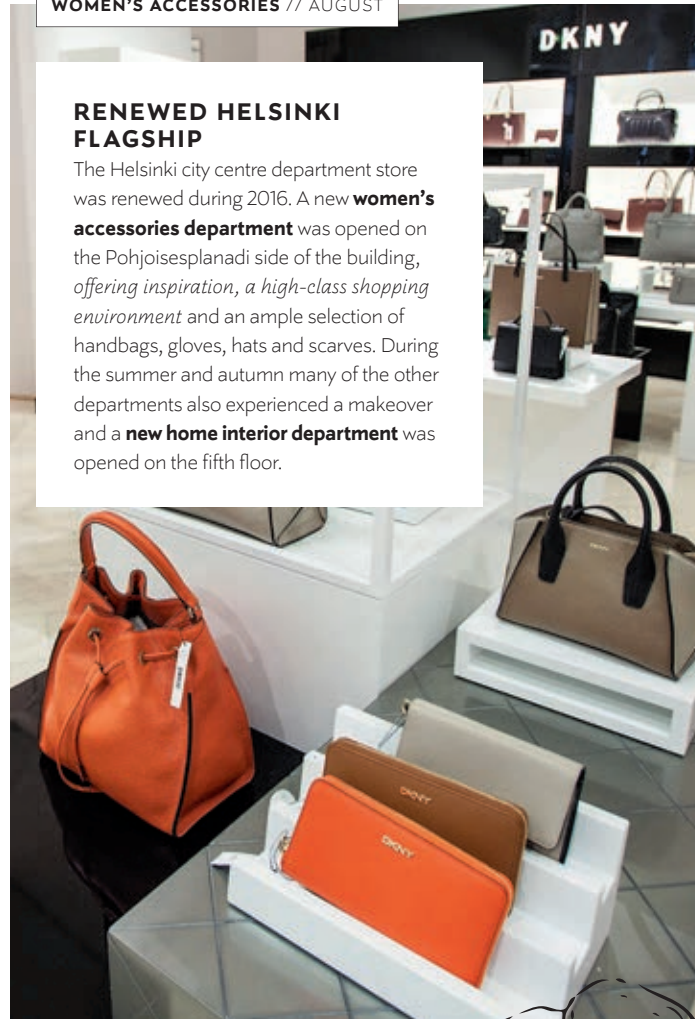 WOMEN'S ACCESSORIES // AUGUST
DKNY
RENEWED HELSINKI
FLAGSHIP
The Helsinki city centre department store
was renewed during 2016. A new women's
accessories department was opened on
the Pohjoisesplanadi side of the building,
offering inspiration, a high-class shopping
environment and an ample selection of
handbags, gloves, hats and scarves. During
the summer and autumn many of the other
departments also experienced a makeover
and a new home interior department was
opened on the fifth floor.
DKNY
DKNY
DKNY